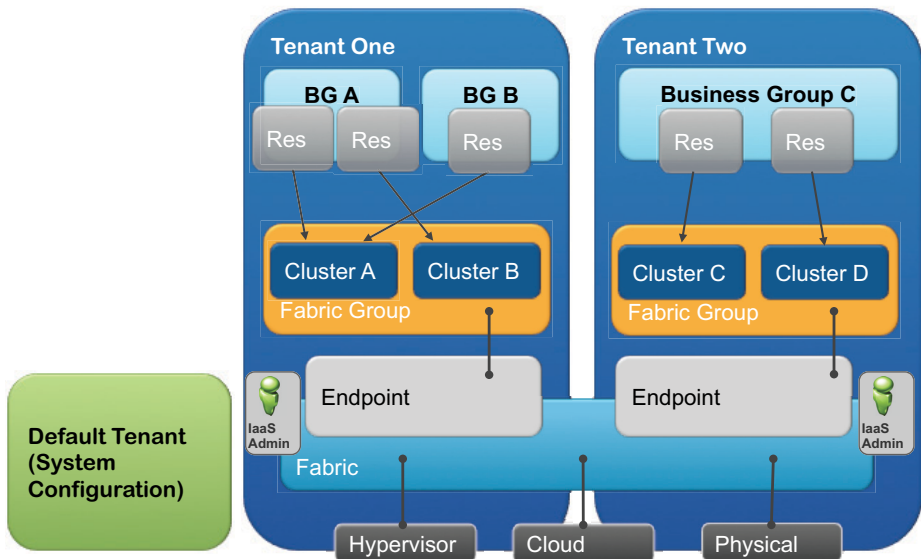 Tenant One
BG A
BG B
Res
Res
Res
Cluster A
Cluster B
Fabric Group
Endpoint
IaaS
Admin
Tenant Two
Business Group C
Res
Res
Cluster C
Cluster D
Fabric Group
Endpoint
IaaS
Admin
Default Tenant
(System
Configuration)
Fabric
Hypervisor
Cloud
Physical